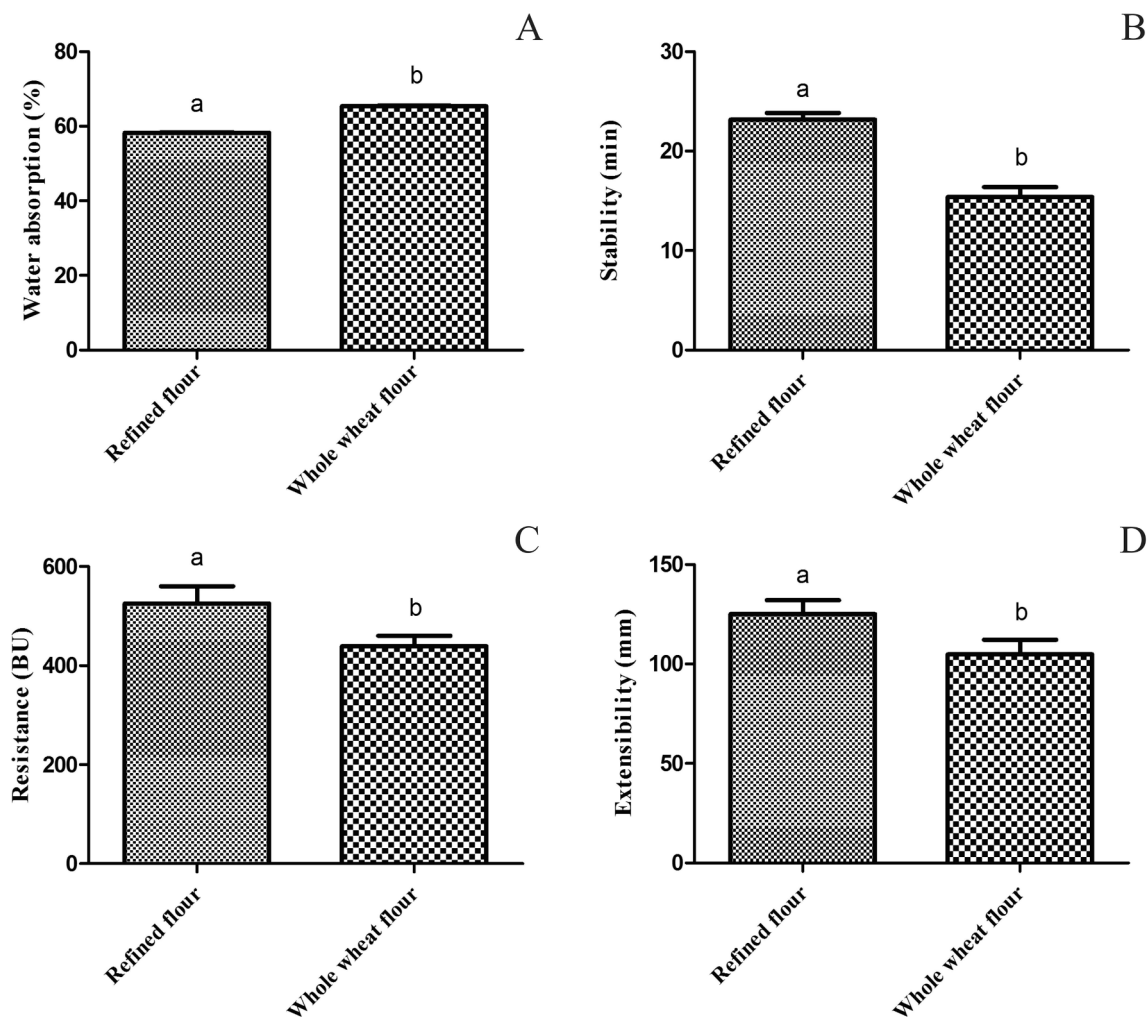 A
Water absorption (%)
80
60
40
20
0
a
b
Refined flour
Whole wheat flour
B
Stability (min)
30
20
10
0
a
b
Refined flour
Whole wheat flour
C
Resistance (BU)
600
400
200
0
a
b
Refined flour
Whole wheat flour
D
Extensibility (mm)
150
100
50
0
a
b
Refined flour
Whole wheat flour